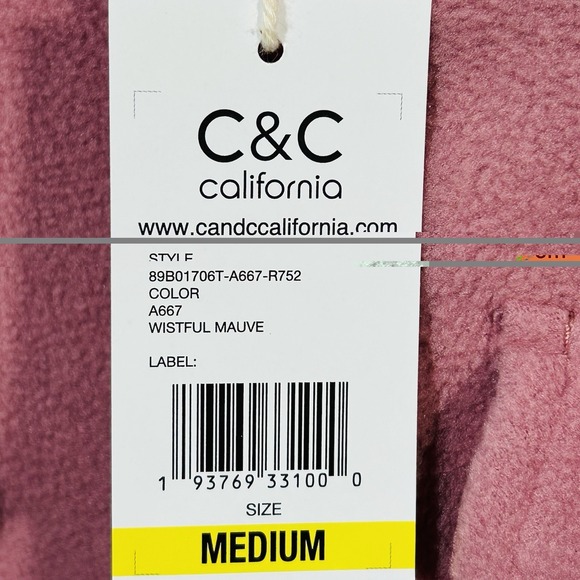 C&C
california
www.candccalifornia.com
STYLE
89B01706T-A667-R752
COLOR
A667
WISTFUL MAUVE
LABEL:
1 93769 33100 0
SIZE
MEDIUM